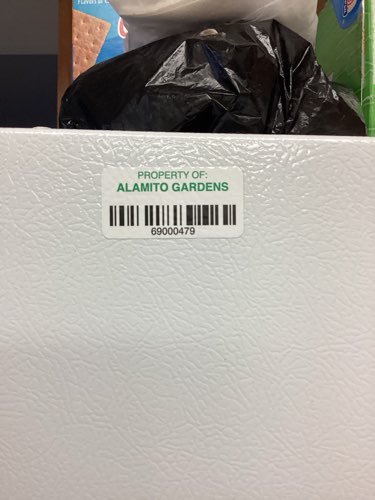 PROPERTY OF:
ALAMITO GARDENS
69000479